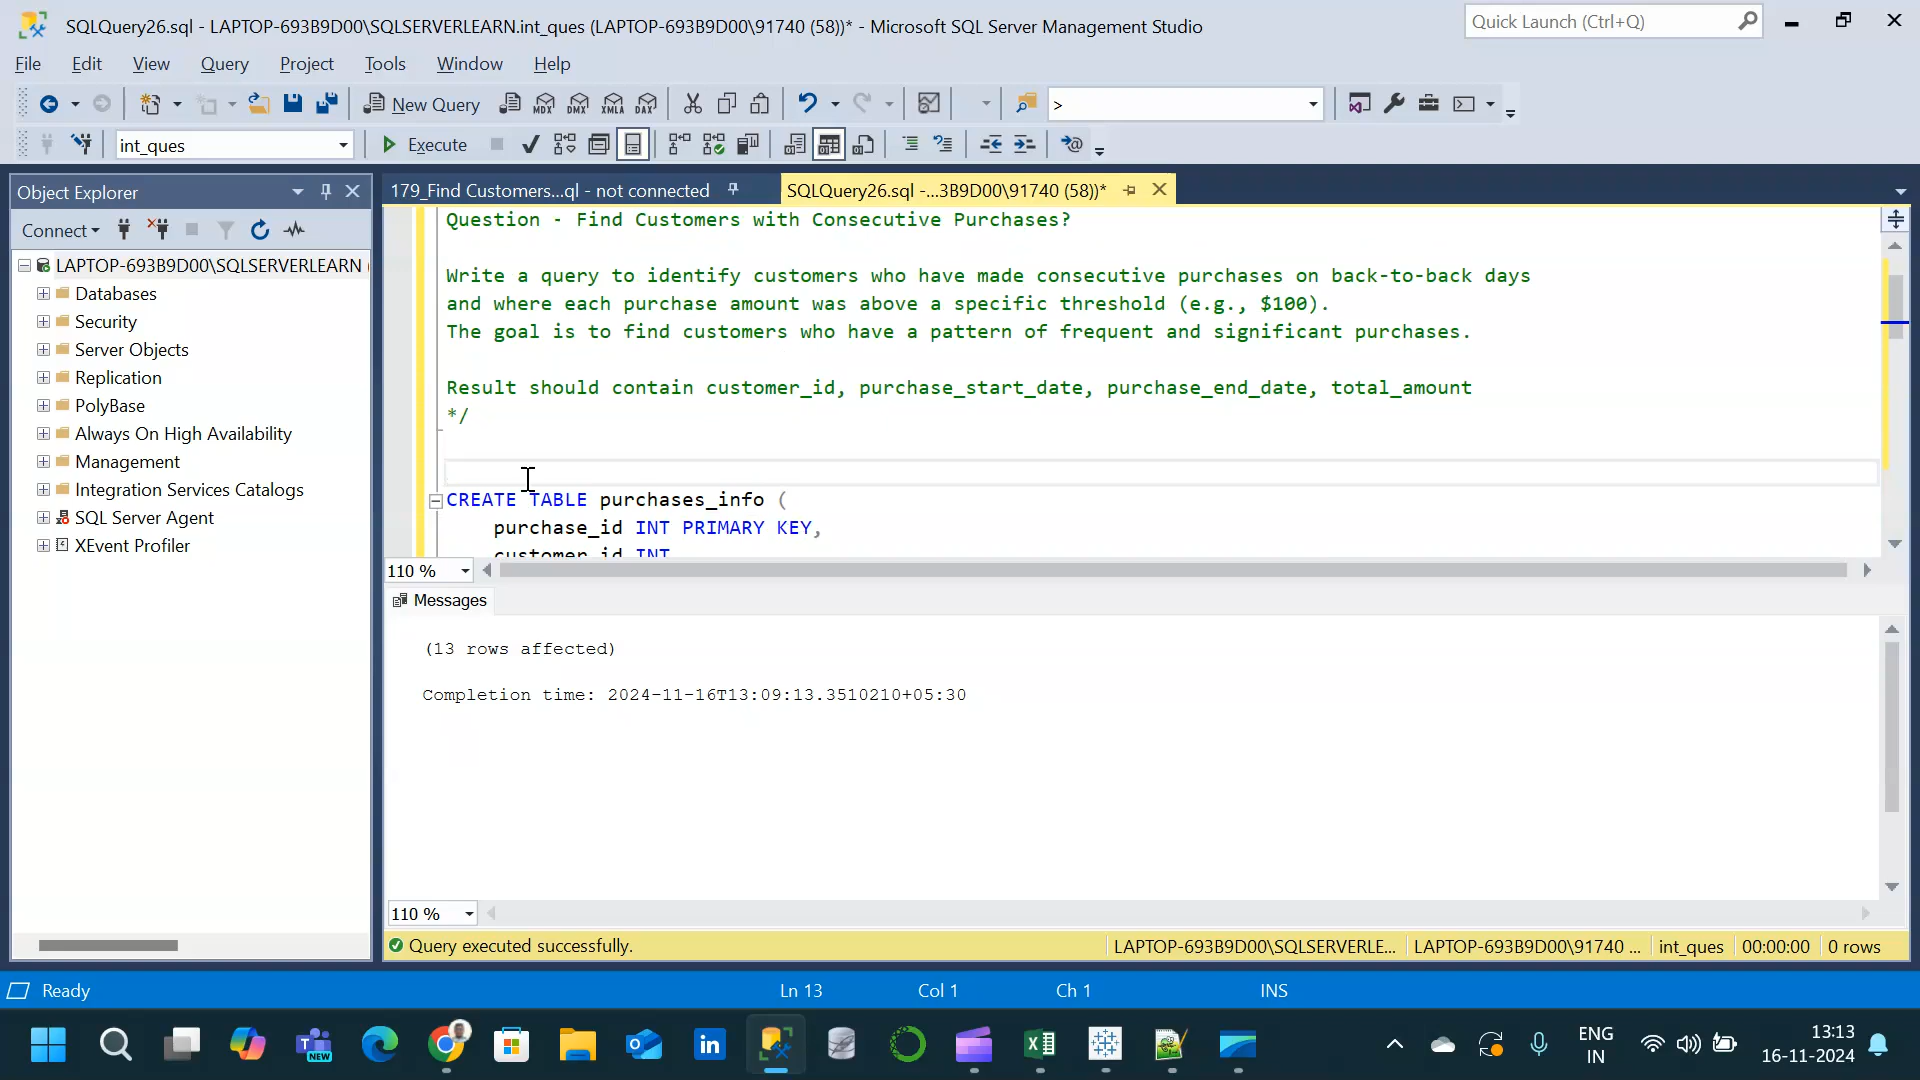 SQLQuery26.sql - LAPTOP-693B9D00\SQLSERVERLEARN.int_ques (LAPTOP-693B9D00\91740 (58))* - Microsoft SQL Server Management Studio
Quick Launch (Ctrl+Q)
File Edit View Query Project Tools Window Help
New Query MDX DMX XMLA DAX >
int_ques Execute
Object Explorer
179_Find Customers...ql - not connected
SQLQuery26.sql -...3B9D00\91740 (58))*
Connect
LAPTOP-693B9D00\SQLSERVERLEARN (
Databases
Security
Server Objects
Replication
PolyBase
Always On High Availability
Management
Integration Services Catalogs
SQL Server Agent
XEvent Profiler
Question - Find Customers with Consecutive Purchases?
Write a query to identify customers who have made consecutive purchases on back-to-back days
and where each purchase amount was above a specific threshold (e.g., $100).
The goal is to find customers who have a pattern of frequent and significant purchases.
Result should contain customer_id, purchase_start_date, purchase_end_date, total_amount
*/
CREATE TABLE purchases_info (
purchase_id INT PRIMARY KEY,
customer_id INT
110 %
Messages
(13 rows affected)
Completion time: 2024-11-16T13:09:13.3510210+05:30
110 %
Query executed successfully.
LAPTOP-693B9D00\SQLSERVERLE... LAPTOP-693B9D00\91740 ... int_ques 00:00:00 0 rows
Ready Ln 13 Col 1 Ch 1 INS
NEW
ENG
IN
13:13
16-11-2024